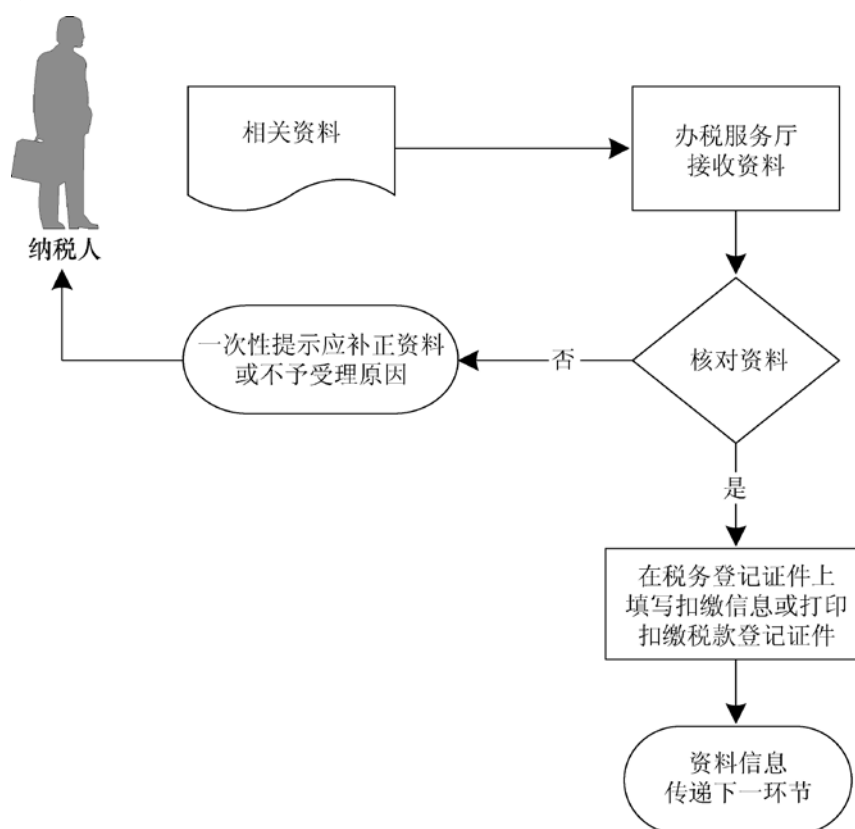 相关资料
办税服务厅
接收资料
纳税人
一次性提示应补正资料
或不予受理原因
否
核对资料
是
在税务登记证件上
填写扣缴信息或打印
扣缴税款登记证件
资料信息
传递下一环节